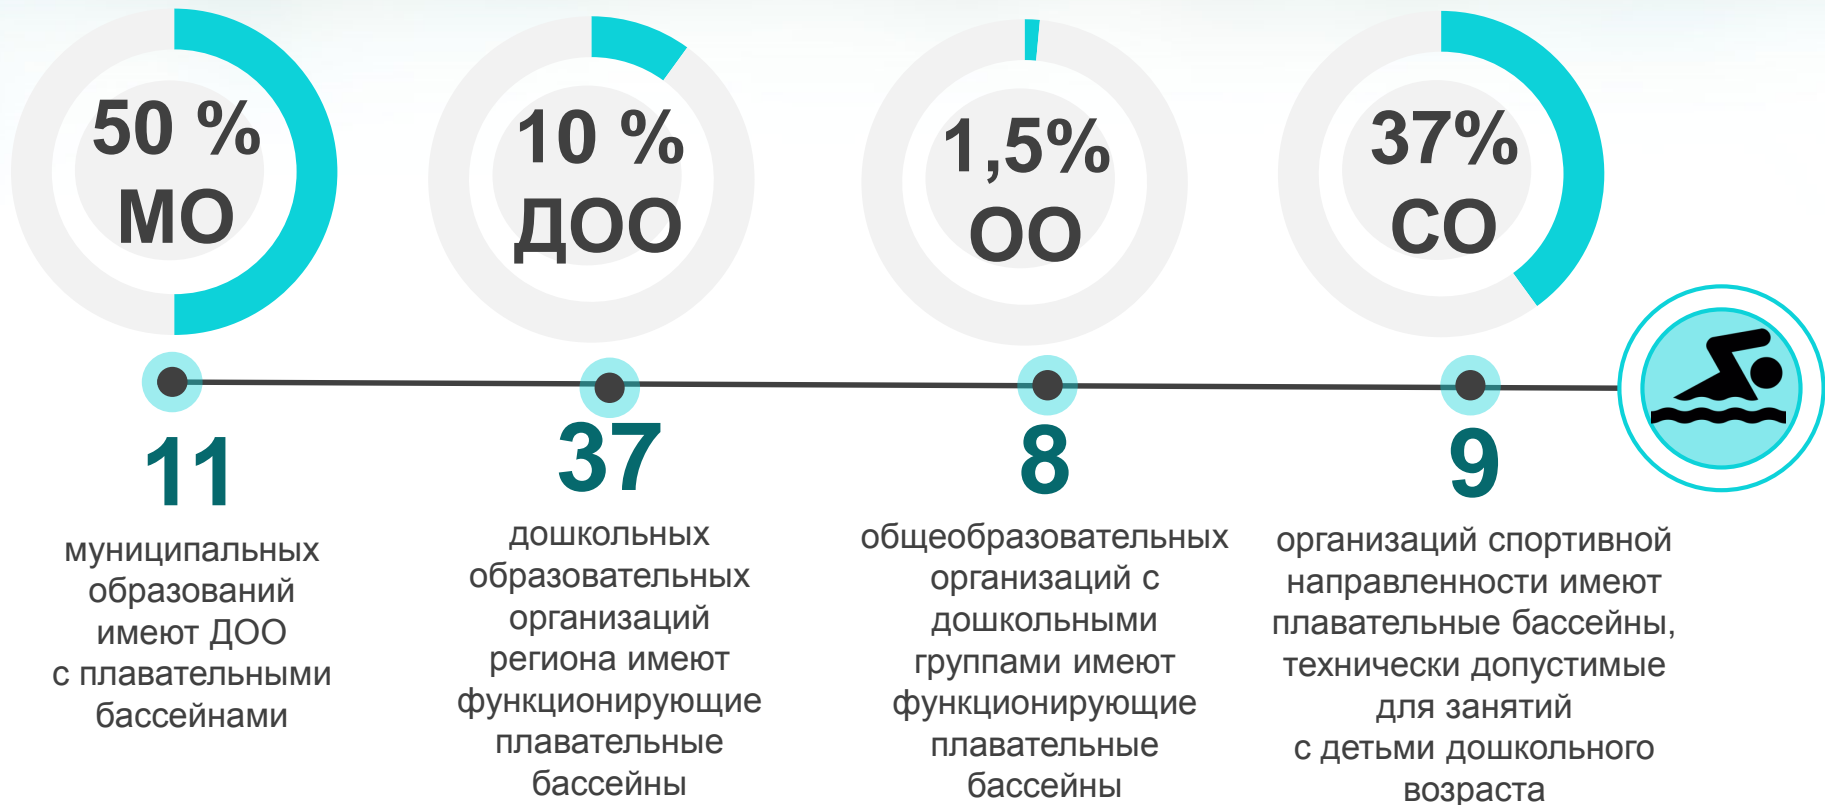 50 %
МО
10 %
ДОО
1,5%
ОО
37%
СО
11
муниципальных
образований
имеют ДОО
с плавательными
бассейнами
37
дошкольных
образовательных
организаций
региона имеют
функционирующие
плавательные
бассейны
8
общеобразовательных
организаций с
дошкольными
группами имеют
функционирующие
плавательные
бассейны
9
организаций спортивной
направленности имеют
плавательные бассейны,
технически допустимые
для занятий
с детьми дошкольного
возраста